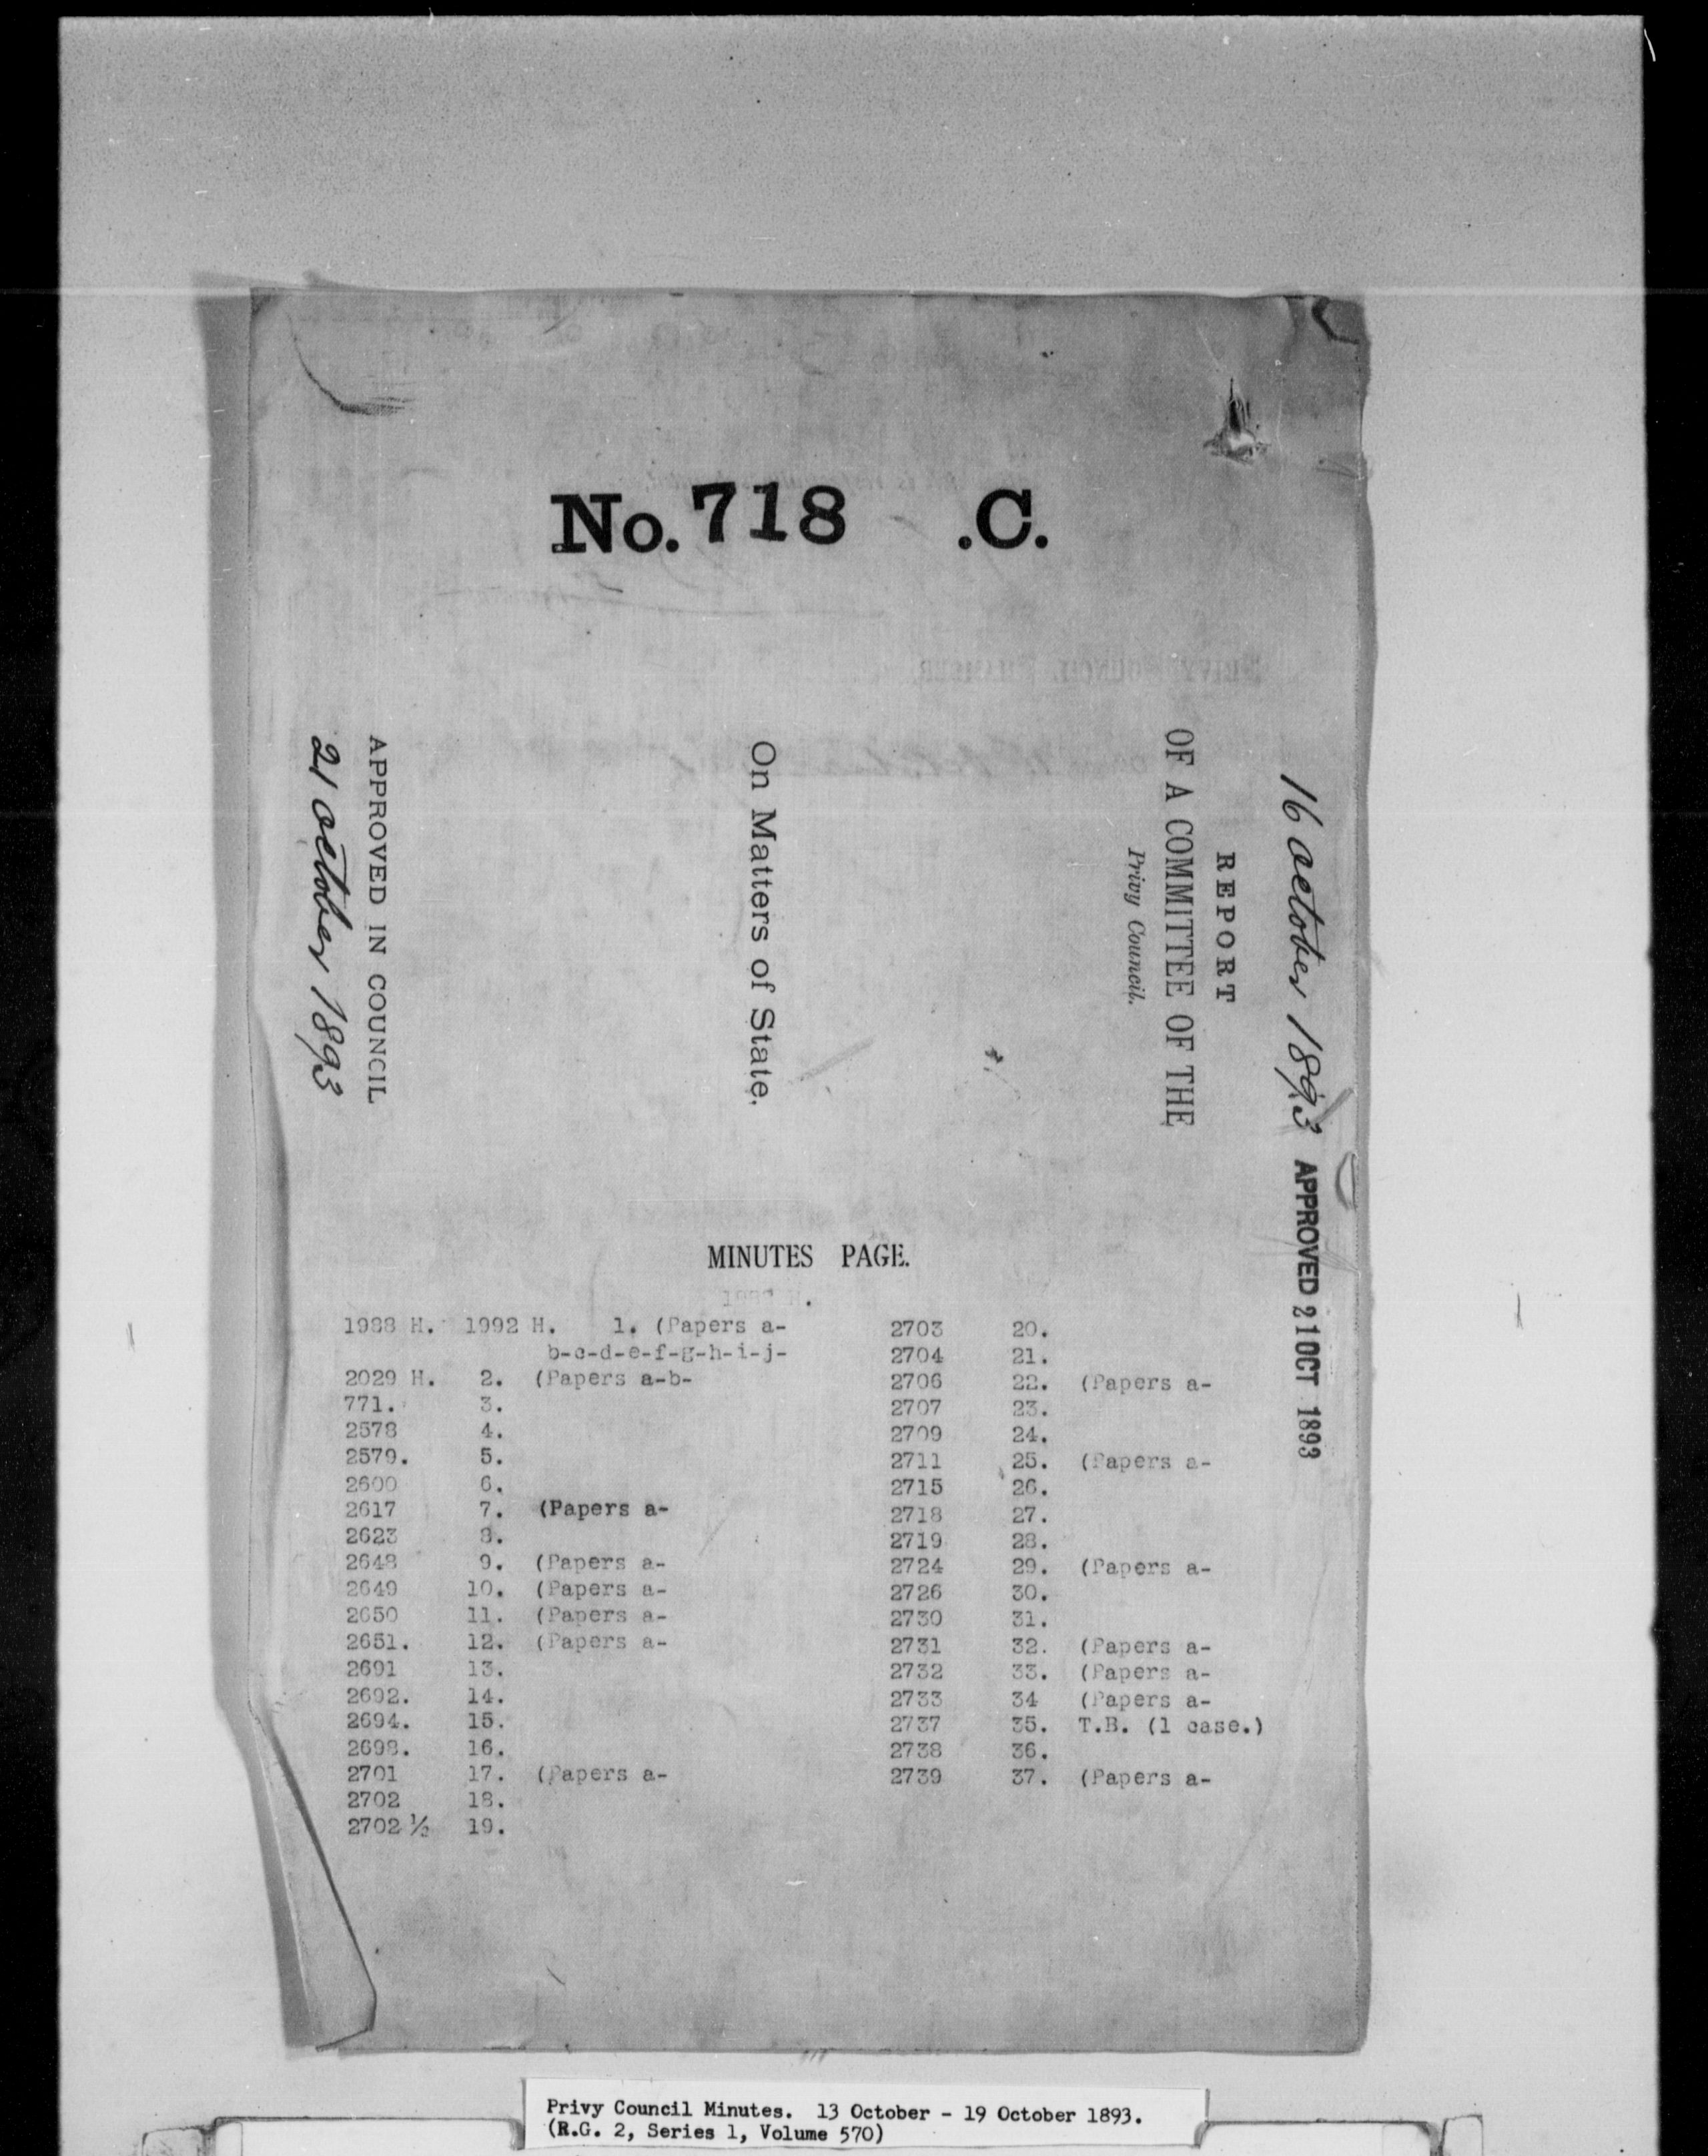 No. 718 .C.
16 october 1893 APPROVED 21 OCT 1893
REPORT
OF A COMMITTEE OF THE
Privy Council.
On Matters of State.
APPROVED IN COUNCIL
21 october 1893
MINUTES PAGE.
1988 H. 1992 H. 1. (Papers a-
b-c-d-e-f-g-h-i-j-
2029 H. 2. (Papers a-b-
771. 3.
2578 4.
2579. 5.
2600 6.
2617 7. (Papers a-
2623 8.
2648 9. (Papers a-
2649 10. (Papers a-
2650 11. (Papers a-
2651. 12. (Papers a-
2691 13.
2692. 14.
2694. 15.
2698. 16.
2701 17. (Papers a-
2702 18.
2702 ½ 19.
2703 20.
2704 21.
2706 22. (Papers a-
2707 23.
2709 24.
2711 25. (Papers a-
2715 26.
2718 27.
2719 28.
2724 29. (Papers a-
2726 30.
2730 31.
2731 32. (Papers a-
2732 33. (Papers a-
2733 34 (Papers a-
2737 35. T.B. (1 case.)
2738 36.
2739 37. (Papers a-
Privy Council Minutes. 13 October - 19 October 1893.
(R.G. 2, Series 1, Volume 570)